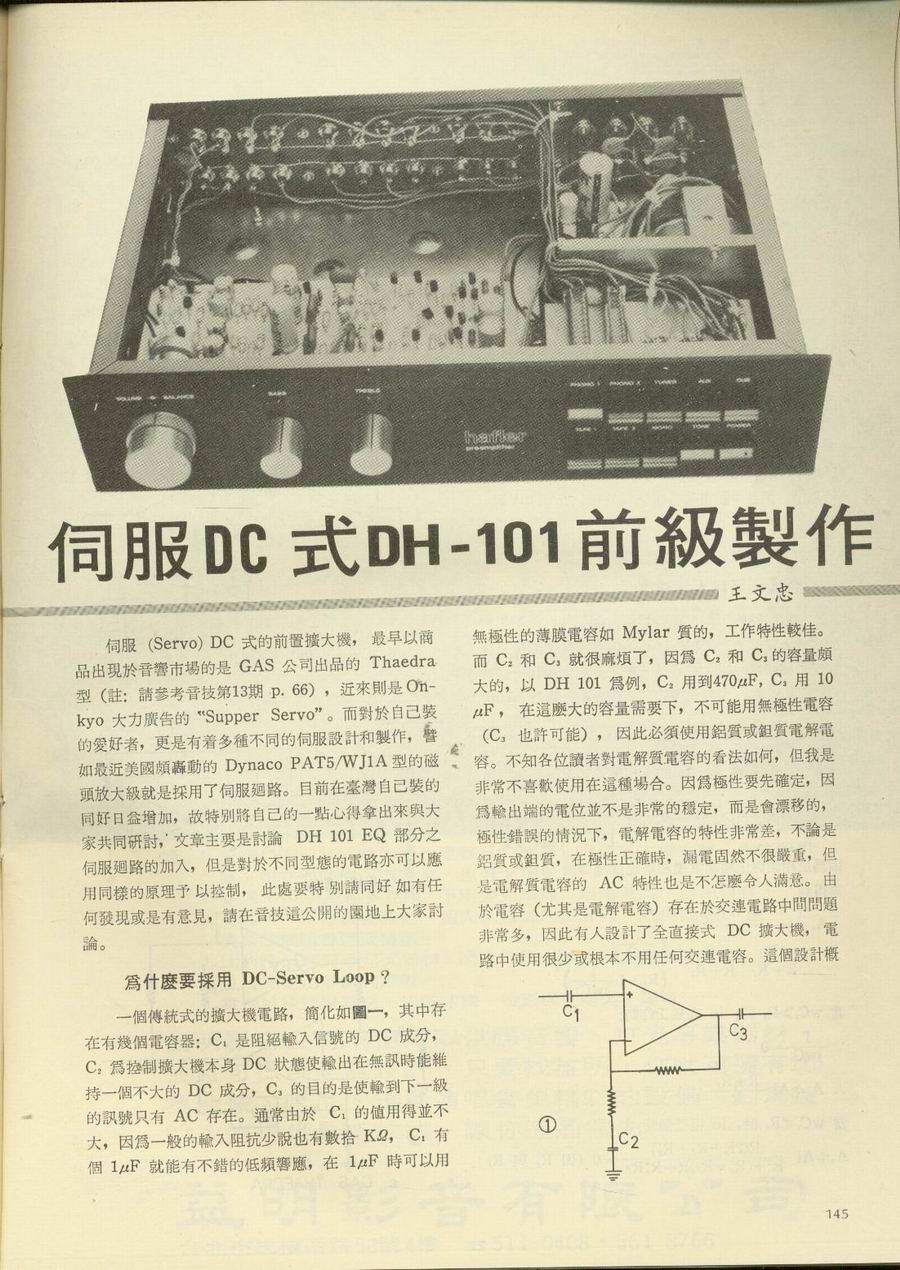 VOLUME BALANCE
BASS
TREBLE
PHONO 1 PHONO 2 TUNER AUX DUB
TAPE 1 TAPE 2 MONO TONE POWER
hafler
preamplifier
伺服DC 式DH-101前級製作
王文忠
伺服 (Servo) DC 式的前置擴大機，最早以商
品出現於音響市場的是 GAS 公司出品的 Thaedra
型（註：請參考音技第13期 p. 66），近來則是 On-
kyo 大力廣告的 “Supper Servo”。而對於自己裝
的愛好者，更是有着多種不同的伺服設計和製作，譬
如最近美國頗轟動的 Dynaco PAT5/WJ1A 型的磁
頭放大級就是採用了伺服廻路。目前在臺灣自己裝的
同好日益增加，故特別將自己的一點心得拿出來與大
家共同研討，文章主要是討論 DH 101 EQ 部分之
伺服廻路的加入，但是對於不同型態的電路亦可以應
用同樣的原理予以控制，此處要特別請同好如有任
何發現或是有意見，請在音技這公開的園地上大家討
論。
爲什麼要採用 DC-Servo Loop？
一個傳統式的擴大機電路，簡化如圖一，其中存
在有幾個電容器：C₁ 是阻絕輸入信號的 DC 成分，
C₂ 爲控制擴大機本身 DC 狀態使輸出在無訊時能維
持一個不大的 DC 成分，C₃ 的目的是使輸到下一級
的訊號只有 AC 存在。通常由於 C₁ 的値用得並不
大，因爲一般的輸入阻抗少說也有數拾 KΩ，C₁ 有
個 1μF 就能有不錯的低頻響應，在 1μF 時可以用
無極性的薄膜電容如 Mylar 質的，工作特性較佳。
而 C₂ 和 C₃ 就很麻煩了，因爲 C₂ 和 C₃ 的容量頗
大的，以 DH 101 爲例，C₂ 用到470μF，C₃ 用 10
μF，在這麼大的容量需要下，不可能用無極性電容
（C₃ 也許可能），因此必須使用鋁質或鉭質電解電
容。不知各位讀者對電解質電容的看法如何，但我是
非常不喜歡使用在這種場合。因爲極性要先確定，因
爲輸出端的電位並不是非常的穩定，而是會漂移的，
極性錯誤的情況下，電解電容的特性非常差，不論是
鋁質或鉭質，在極性正確時，漏電固然不很嚴重，但
是電解質電容的 AC 特性也是不怎麼令人滿意。由
於電容（尤其是電解電容）存在於交連電路中間問題
非常多，因此有人設計了全直接式 DC 擴大機，電
路中使用很少或根本不用任何交連電容。這個設計概
C₁
+
-
C₃
①
C₂
145